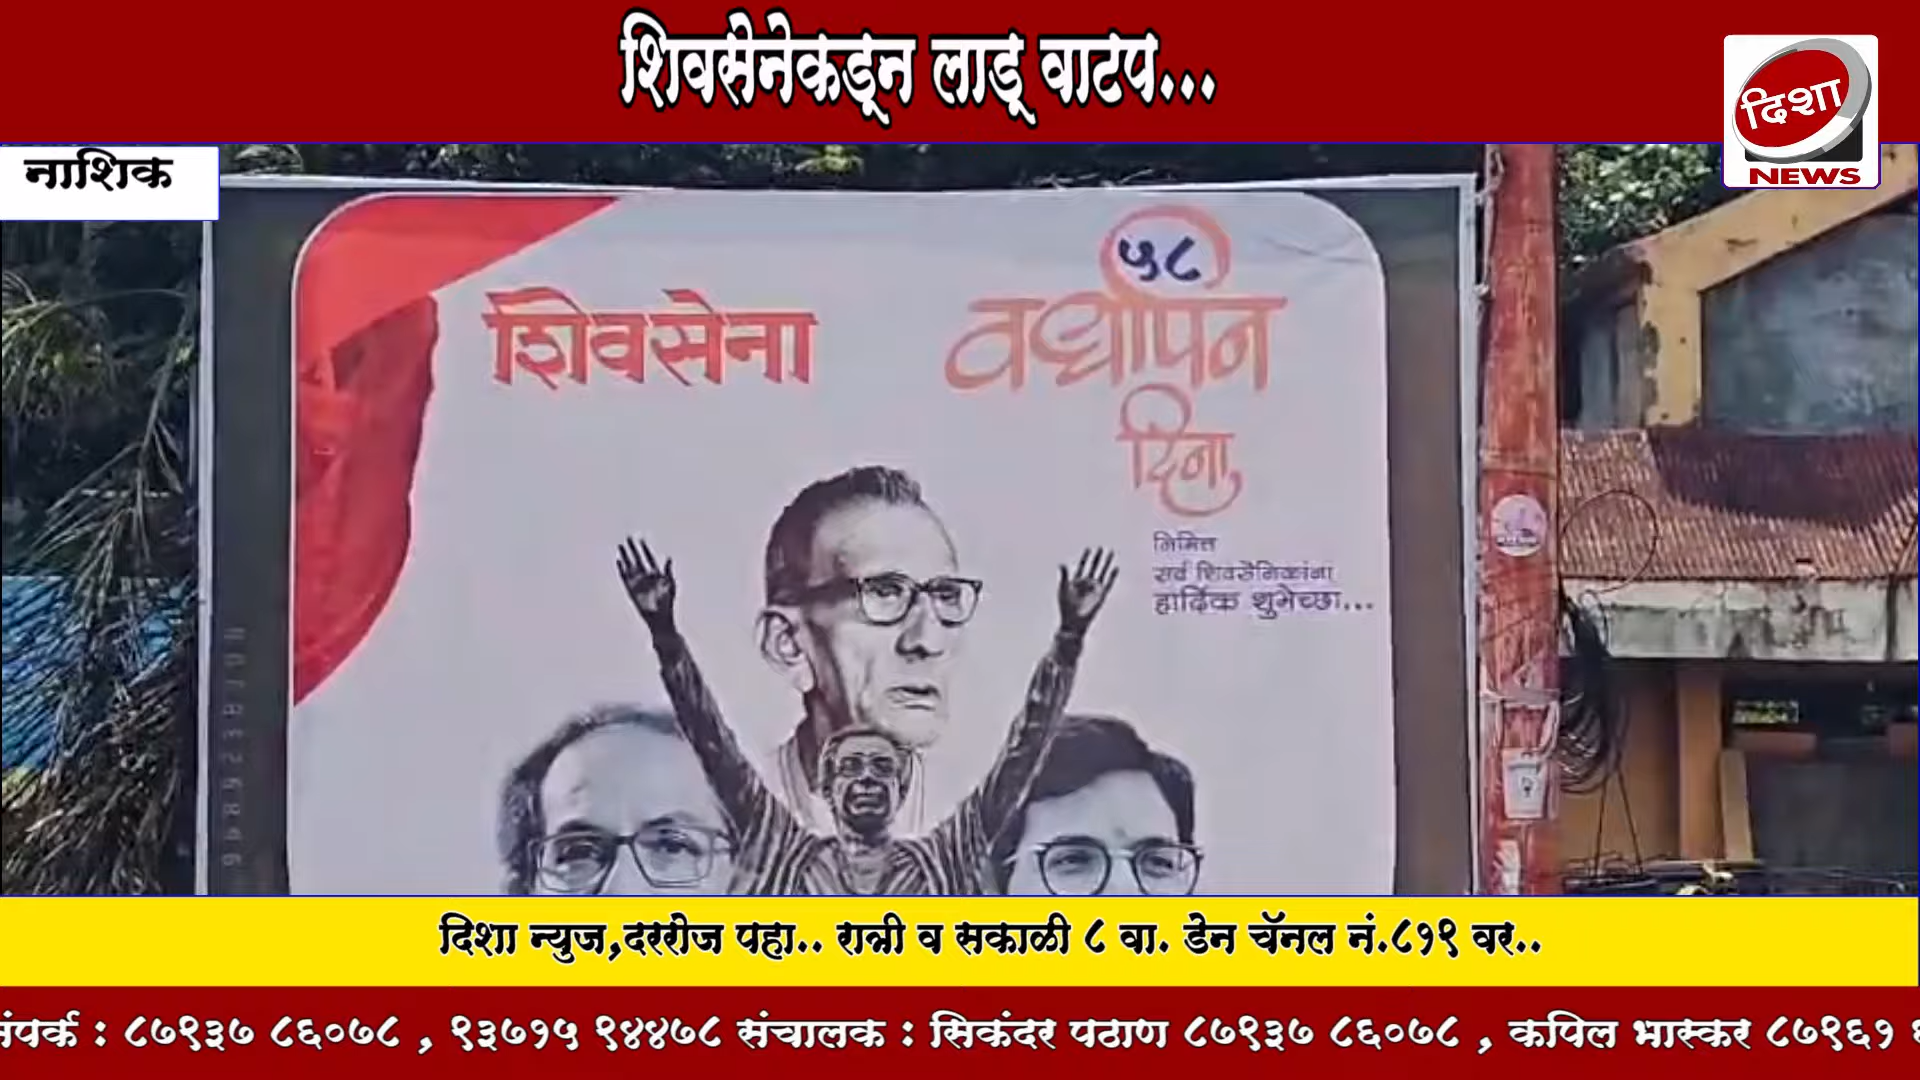 शिवसेनेकडून लाडू वाटप...
दिशा
NEWS
नाशिक
५८
शिवसेना
वर्धापन
दिना
निमित्त
सर्व शिवसैनिकांना
हार्दिक शुभेच्छा...
दिशा न्युज,दररोज पहा.. रात्री व सकाळी ८ वा. डेन चॅनल नं.८१९ वर..
संपर्क : ८७९३७ ८६०७८ , ९३७१५ ९४४७८ संचालक : सिकंदर पठाण ८७९३७ ८६०७८ , कपिल भास्कर ८७९६१